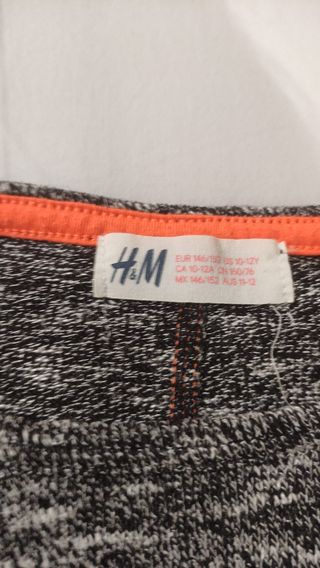 H&M
EUR 146/152 US 10-12Y
CA 10-12A CN 150/76
MX 146/152 AUS 11-12